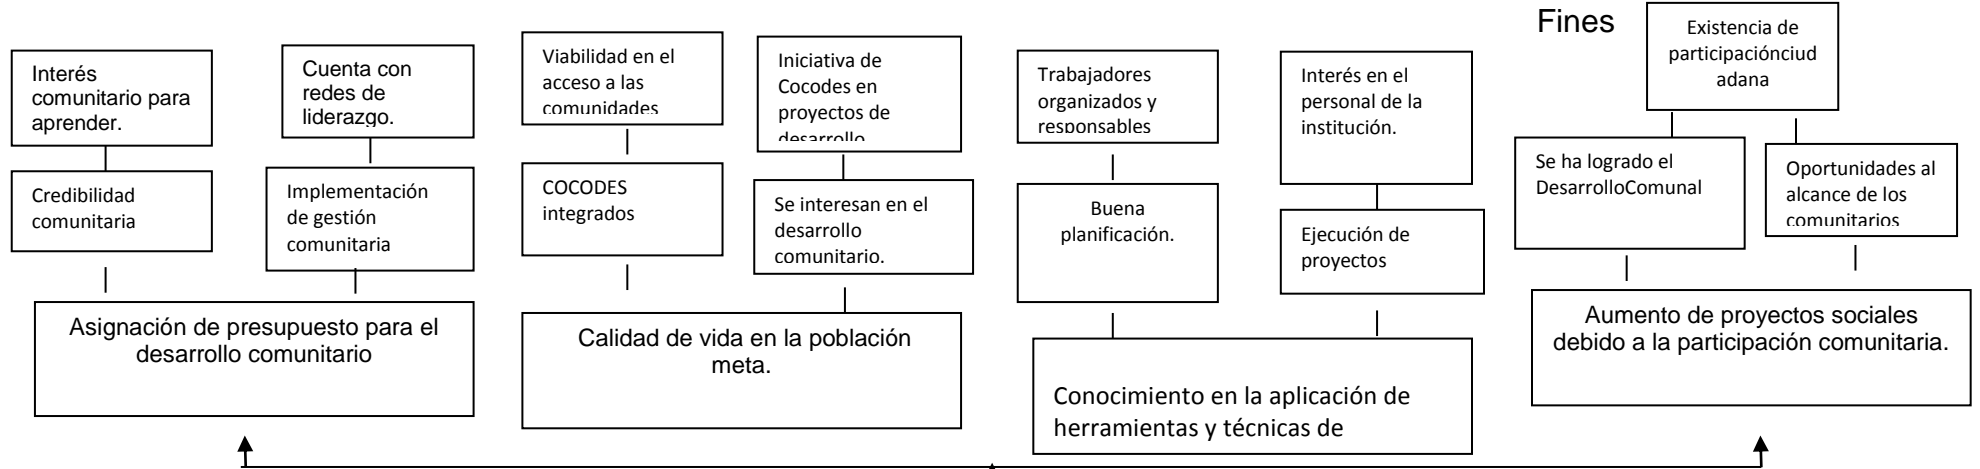 Fines
Existencia de
participaciónciud
adana
Interés
comunitario para
aprender.
Cuenta con
redes de
liderazgo.
Viabilidad en el
acceso a las
comunidades
Iniciativa de
Cocodes en
proyectos de
desarrollo
Trabajadores
organizados y
responsables
Interés en el
personal de la
institución.
Se ha logrado el
DesarrolloComunal
Oportunidades al
alcance de los
comunitarios
Credibilidad
comunitaria
Implementación
de gestión
comunitaria
COCODES
integrados
Se interesan en el
desarrollo
comunitario.
Buena
planificación.
Ejecución de
proyectos
Asignación de presupuesto para el
desarrollo comunitario
Calidad de vida en la población
meta.
Conocimiento en la aplicación de
herramientas y técnicas de
Aumento de proyectos sociales
debido a la participación comunitaria.